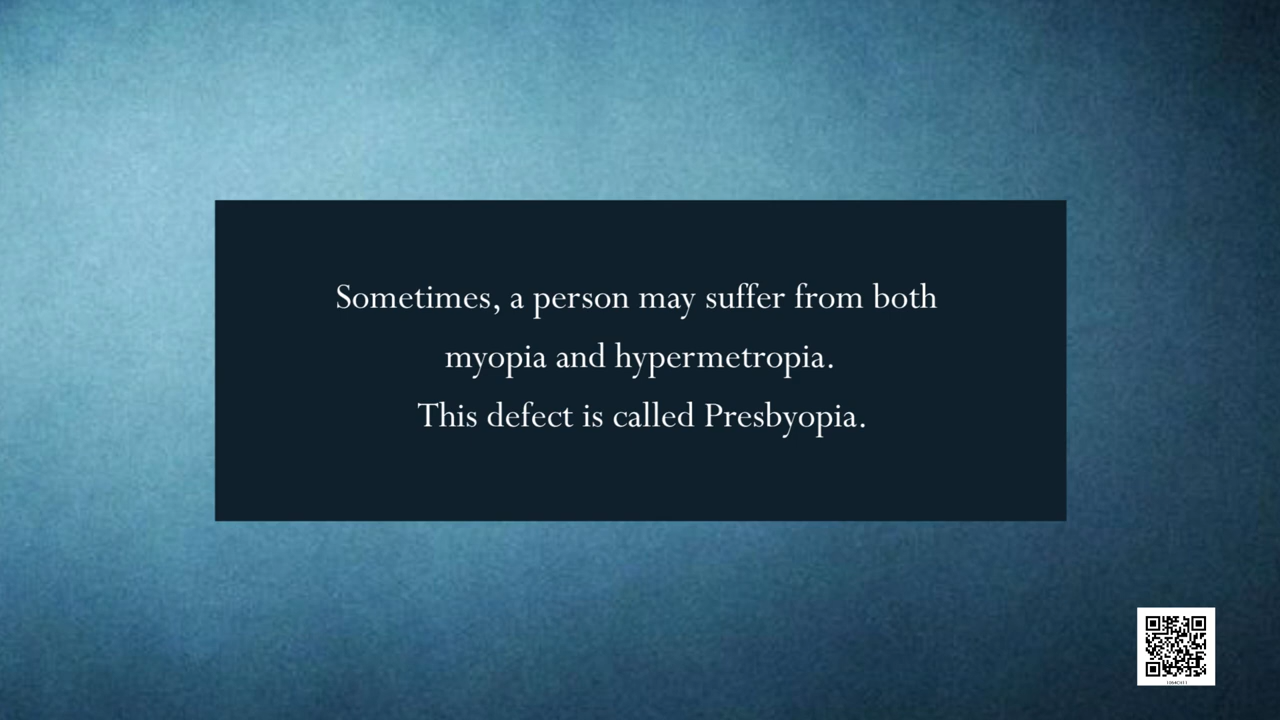 Sometimes, a person may suffer from both
myopia and hypermetropia.
This defect is called Presbyopia.